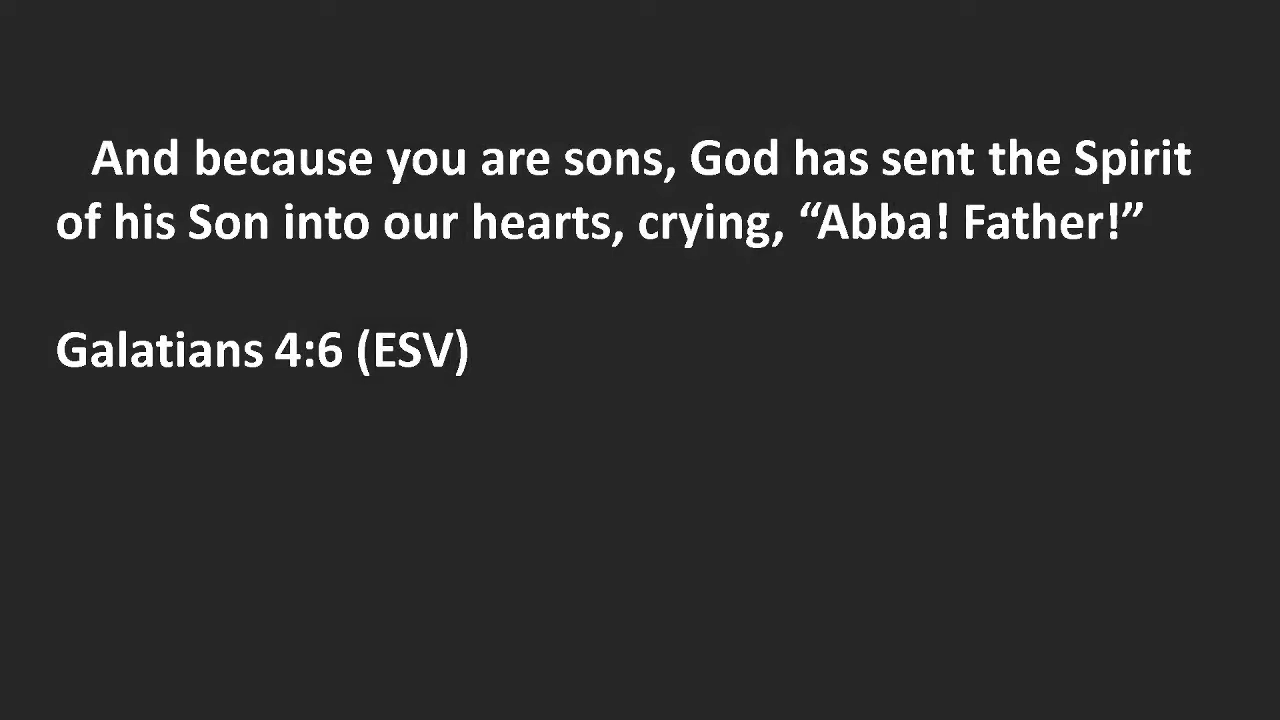 And because you are sons, God has sent the Spirit
of his Son into our hearts, crying, “Abba! Father!”
Galatians 4:6 (ESV)